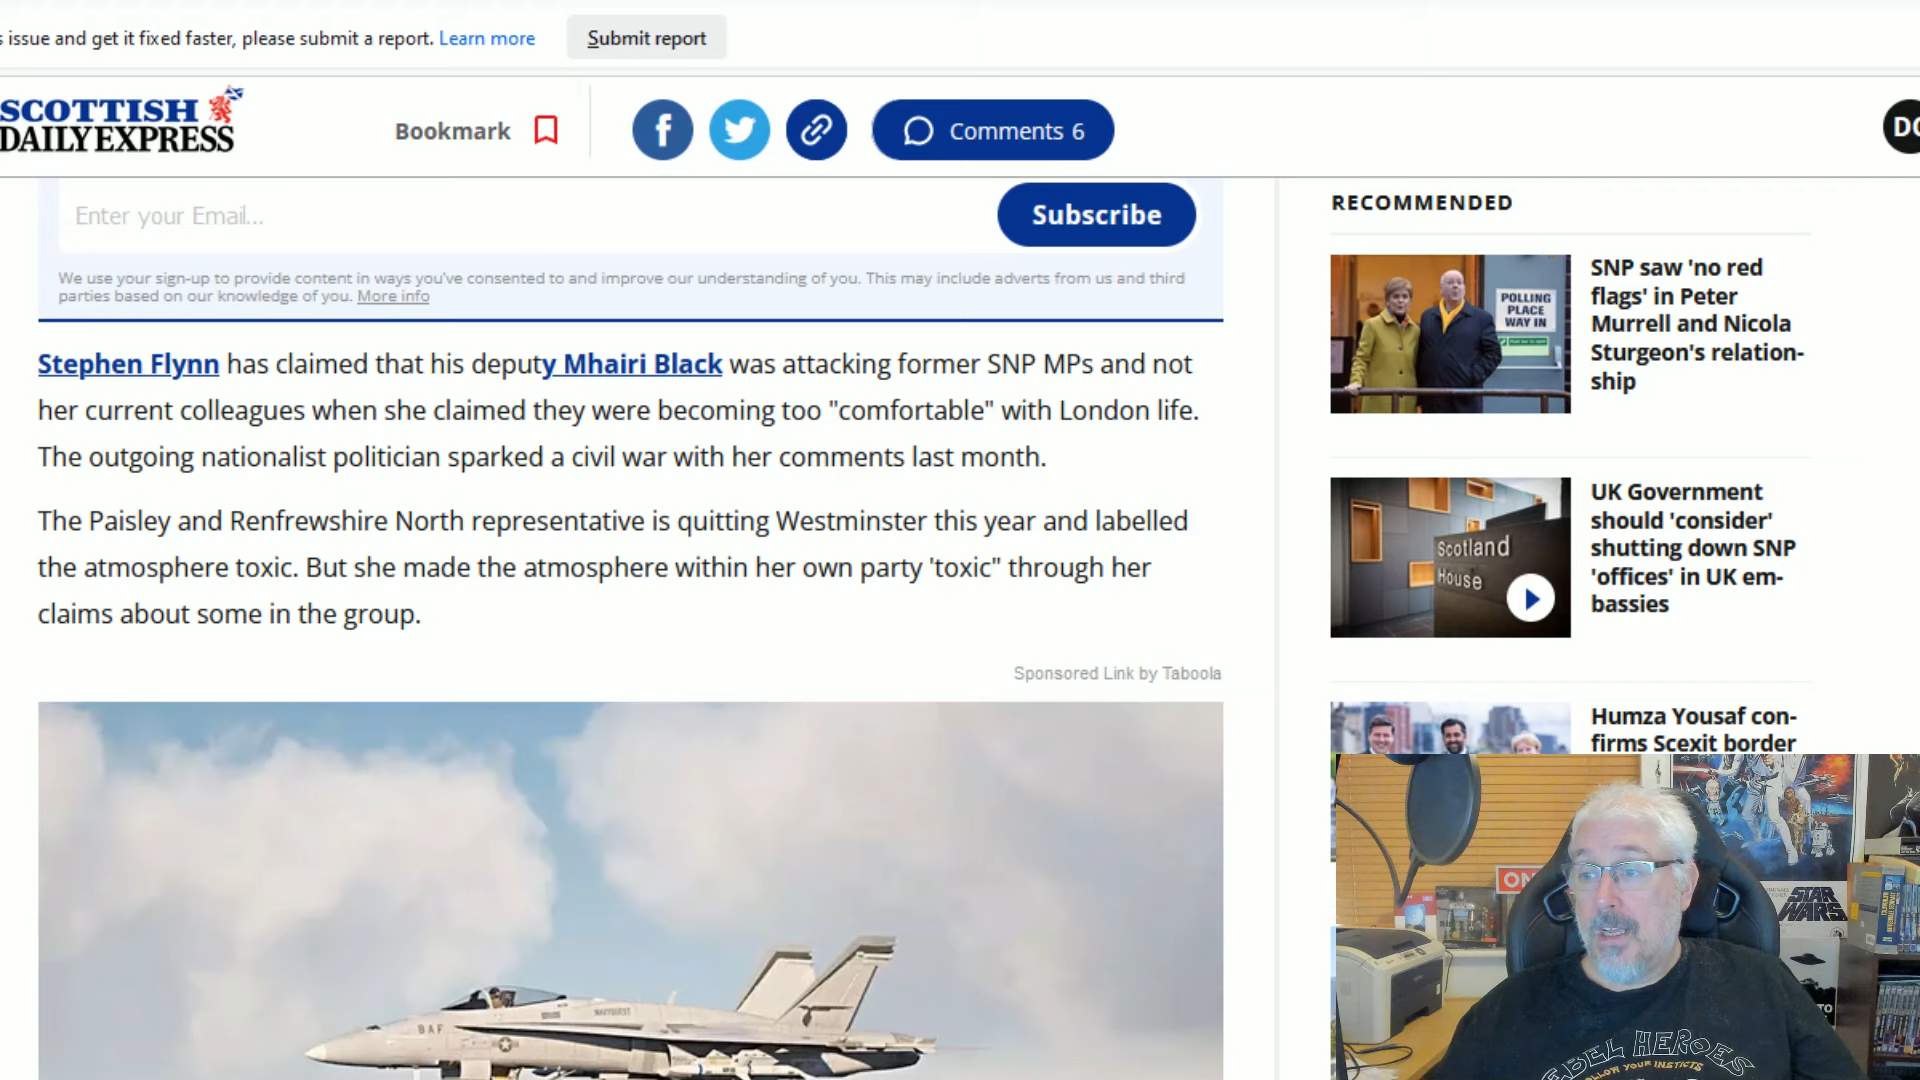 s issue and get it fixed faster, please submit a report. Learn more
Submit report
SCOTTISH
DAILY EXPRESS
Bookmark
Comments 6
DO
Enter your Email...
Subscribe
We use your sign-up to provide content in ways you've consented to and improve our understanding of you. This may include adverts from us and third
parties based on our knowledge of you. More info
Stephen Flynn has claimed that his deputy Mhairi Black was attacking former SNP MPs and not
her current colleagues when she claimed they were becoming too "comfortable" with London life.
The outgoing nationalist politician sparked a civil war with her comments last month.
The Paisley and Renfrewshire North representative is quitting Westminster this year and labelled
the atmosphere toxic. But she made the atmosphere within her own party 'toxic" through her
claims about some in the group.
Sponsored Link by Taboola
BAF
RECOMMENDED
POLLING
PLACE
WAY IN
SNP saw 'no red
flags' in Peter
Murrell and Nicola
Sturgeon's relation-
ship
Scotland
House
UK Government
should 'consider'
shutting down SNP
'offices' in UK em-
bassies
Humza Yousaf con-
firms Scexit border
ON
STAR
WARS
EBEL HEROES
OLLOW YOUR INSTICTS